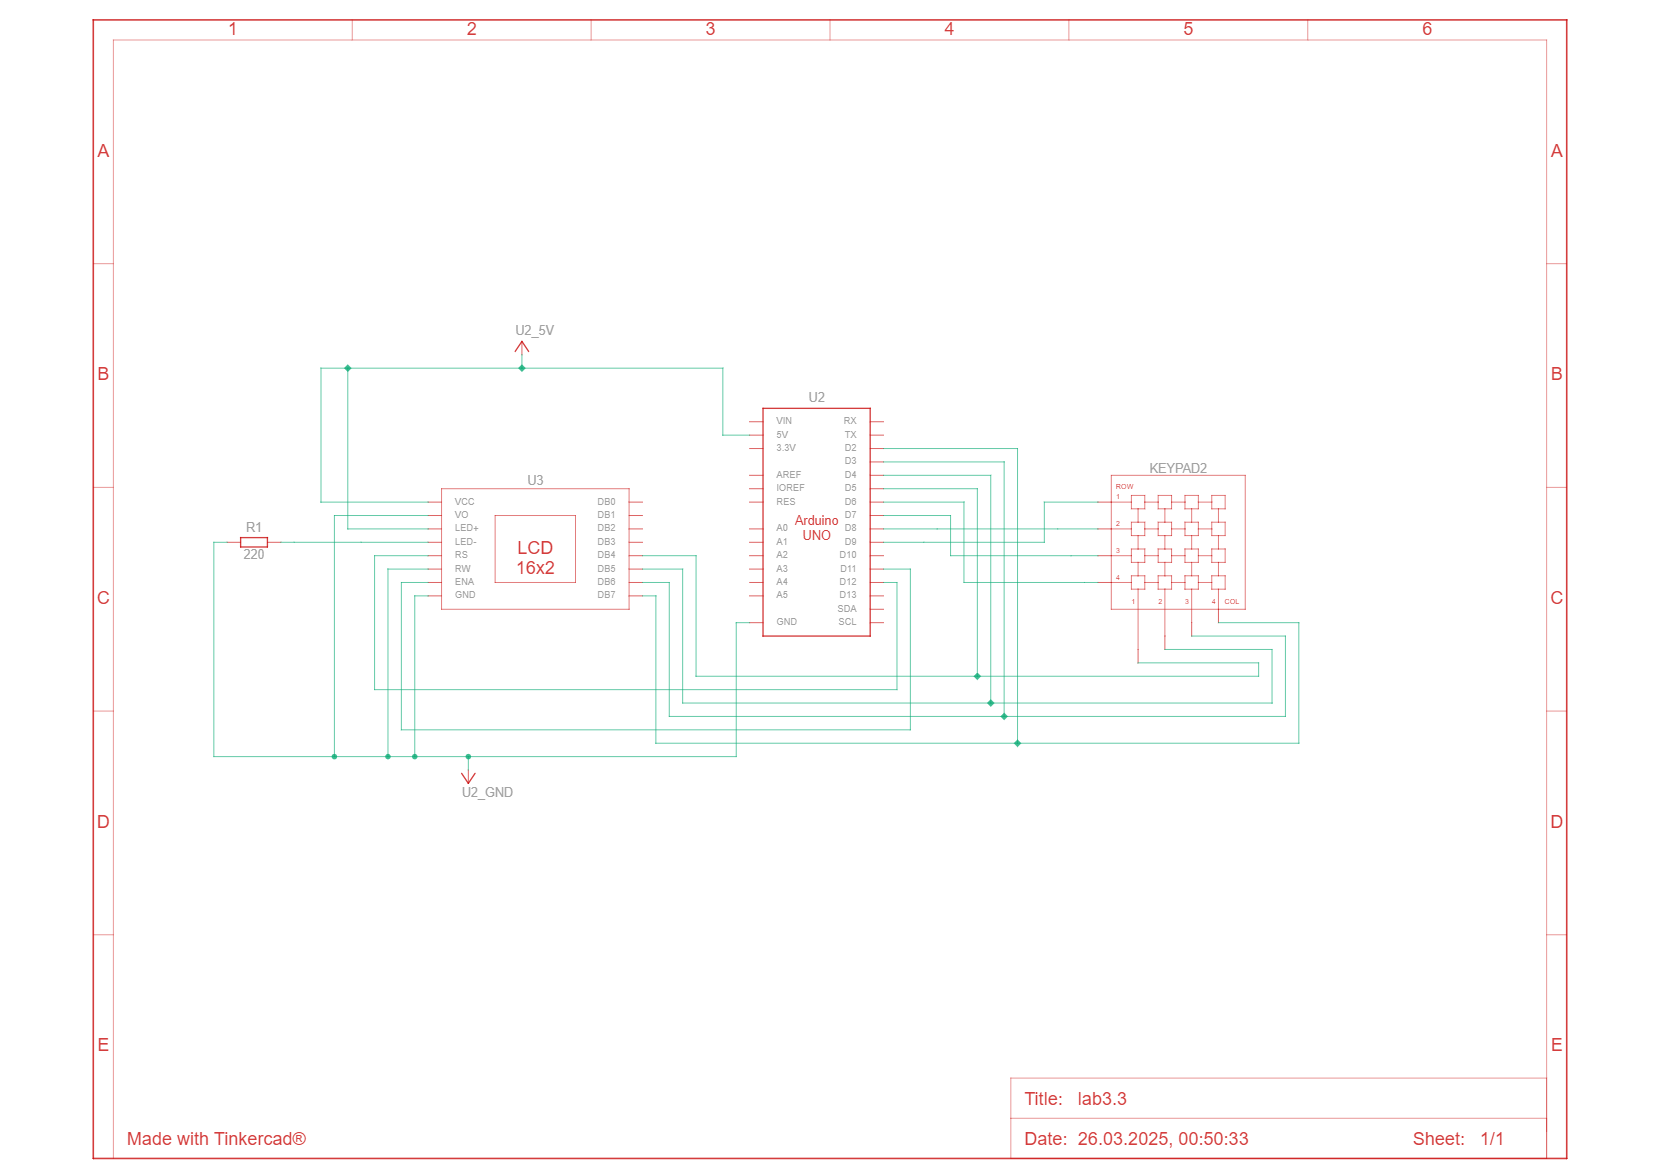 1 2 3 4 5 6
A A
B B
C C
D D
E E
U2_5V
U2
VIN RX
5V TX
3.3V D2
D3
AREF D4
IOREF D5
RES D6
D7
A0 D8
A1 D9
A2 D10
A3 D11
A4 D12
A5 D13
SDA
GND SCL
Arduino
UNO
KEYPAD2
ROW
1
2
3
4
1 2 3 4 COL
U3
VCC DB0
VO DB1
LED+ DB2
LED- DB3
RS DB4
RW DB5
ENA DB6
GND DB7
LCD
16x2
R1
220
U2_GND
Title: lab3.3
Made with Tinkercad®
Date: 26.03.2025, 00:50:33 Sheet: 1/1